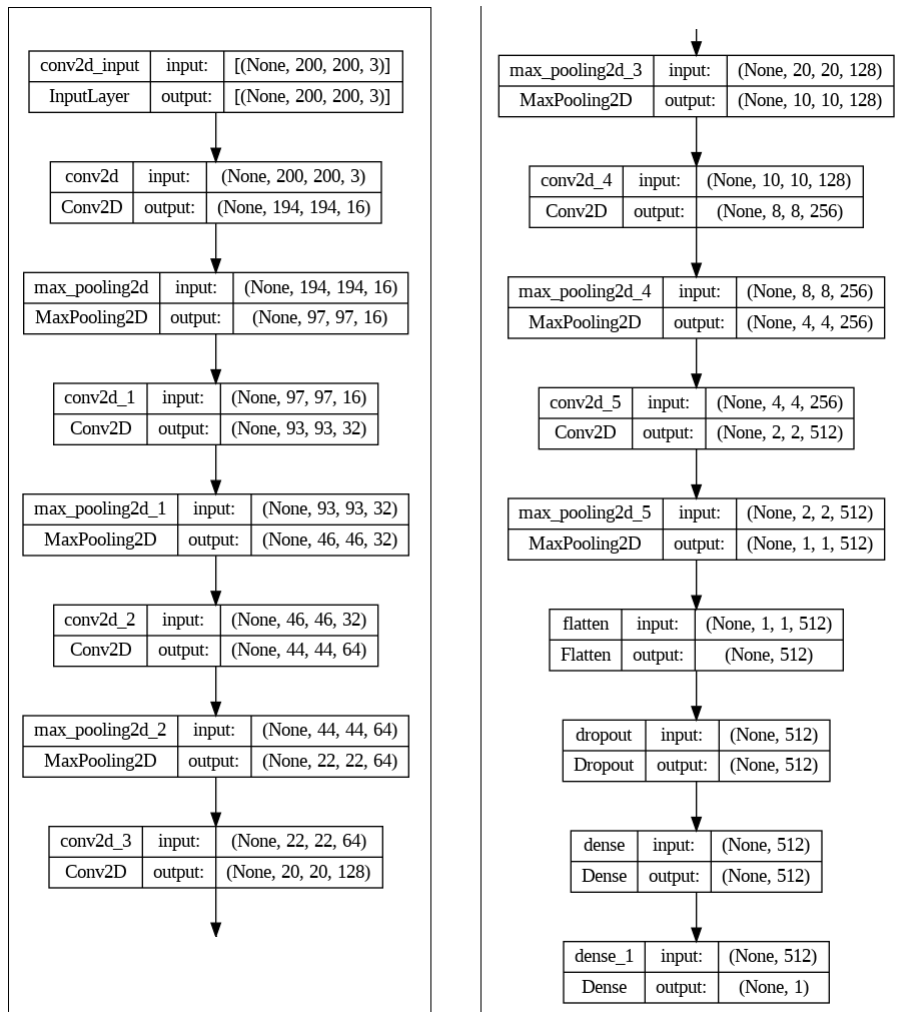 conv2d_input input: [(None, 200, 200, 3)]
InputLayer output: [(None, 200, 200, 3)]
conv2d input: (None, 200, 200, 3)
Conv2D output: (None, 194, 194, 16)
max_pooling2d input: (None, 194, 194, 16)
MaxPooling2D output: (None, 97, 97, 16)
conv2d_1 input: (None, 97, 97, 16)
Conv2D output: (None, 93, 93, 32)
max_pooling2d_1 input: (None, 93, 93, 32)
MaxPooling2D output: (None, 46, 46, 32)
conv2d_2 input: (None, 46, 46, 32)
Conv2D output: (None, 44, 44, 64)
max_pooling2d_2 input: (None, 44, 44, 64)
MaxPooling2D output: (None, 22, 22, 64)
conv2d_3 input: (None, 22, 22, 64)
Conv2D output: (None, 20, 20, 128)
max_pooling2d_3 input: (None, 20, 20, 128)
MaxPooling2D output: (None, 10, 10, 128)
conv2d_4 input: (None, 10, 10, 128)
Conv2D output: (None, 8, 8, 256)
max_pooling2d_4 input: (None, 8, 8, 256)
MaxPooling2D output: (None, 4, 4, 256)
conv2d_5 input: (None, 4, 4, 256)
Conv2D output: (None, 2, 2, 512)
max_pooling2d_5 input: (None, 2, 2, 512)
MaxPooling2D output: (None, 1, 1, 512)
flatten input: (None, 1, 1, 512)
Flatten output: (None, 512)
dropout input: (None, 512)
Dropout output: (None, 512)
dense input: (None, 512)
Dense output: (None, 512)
dense_1 input: (None, 512)
Dense output: (None, 1)